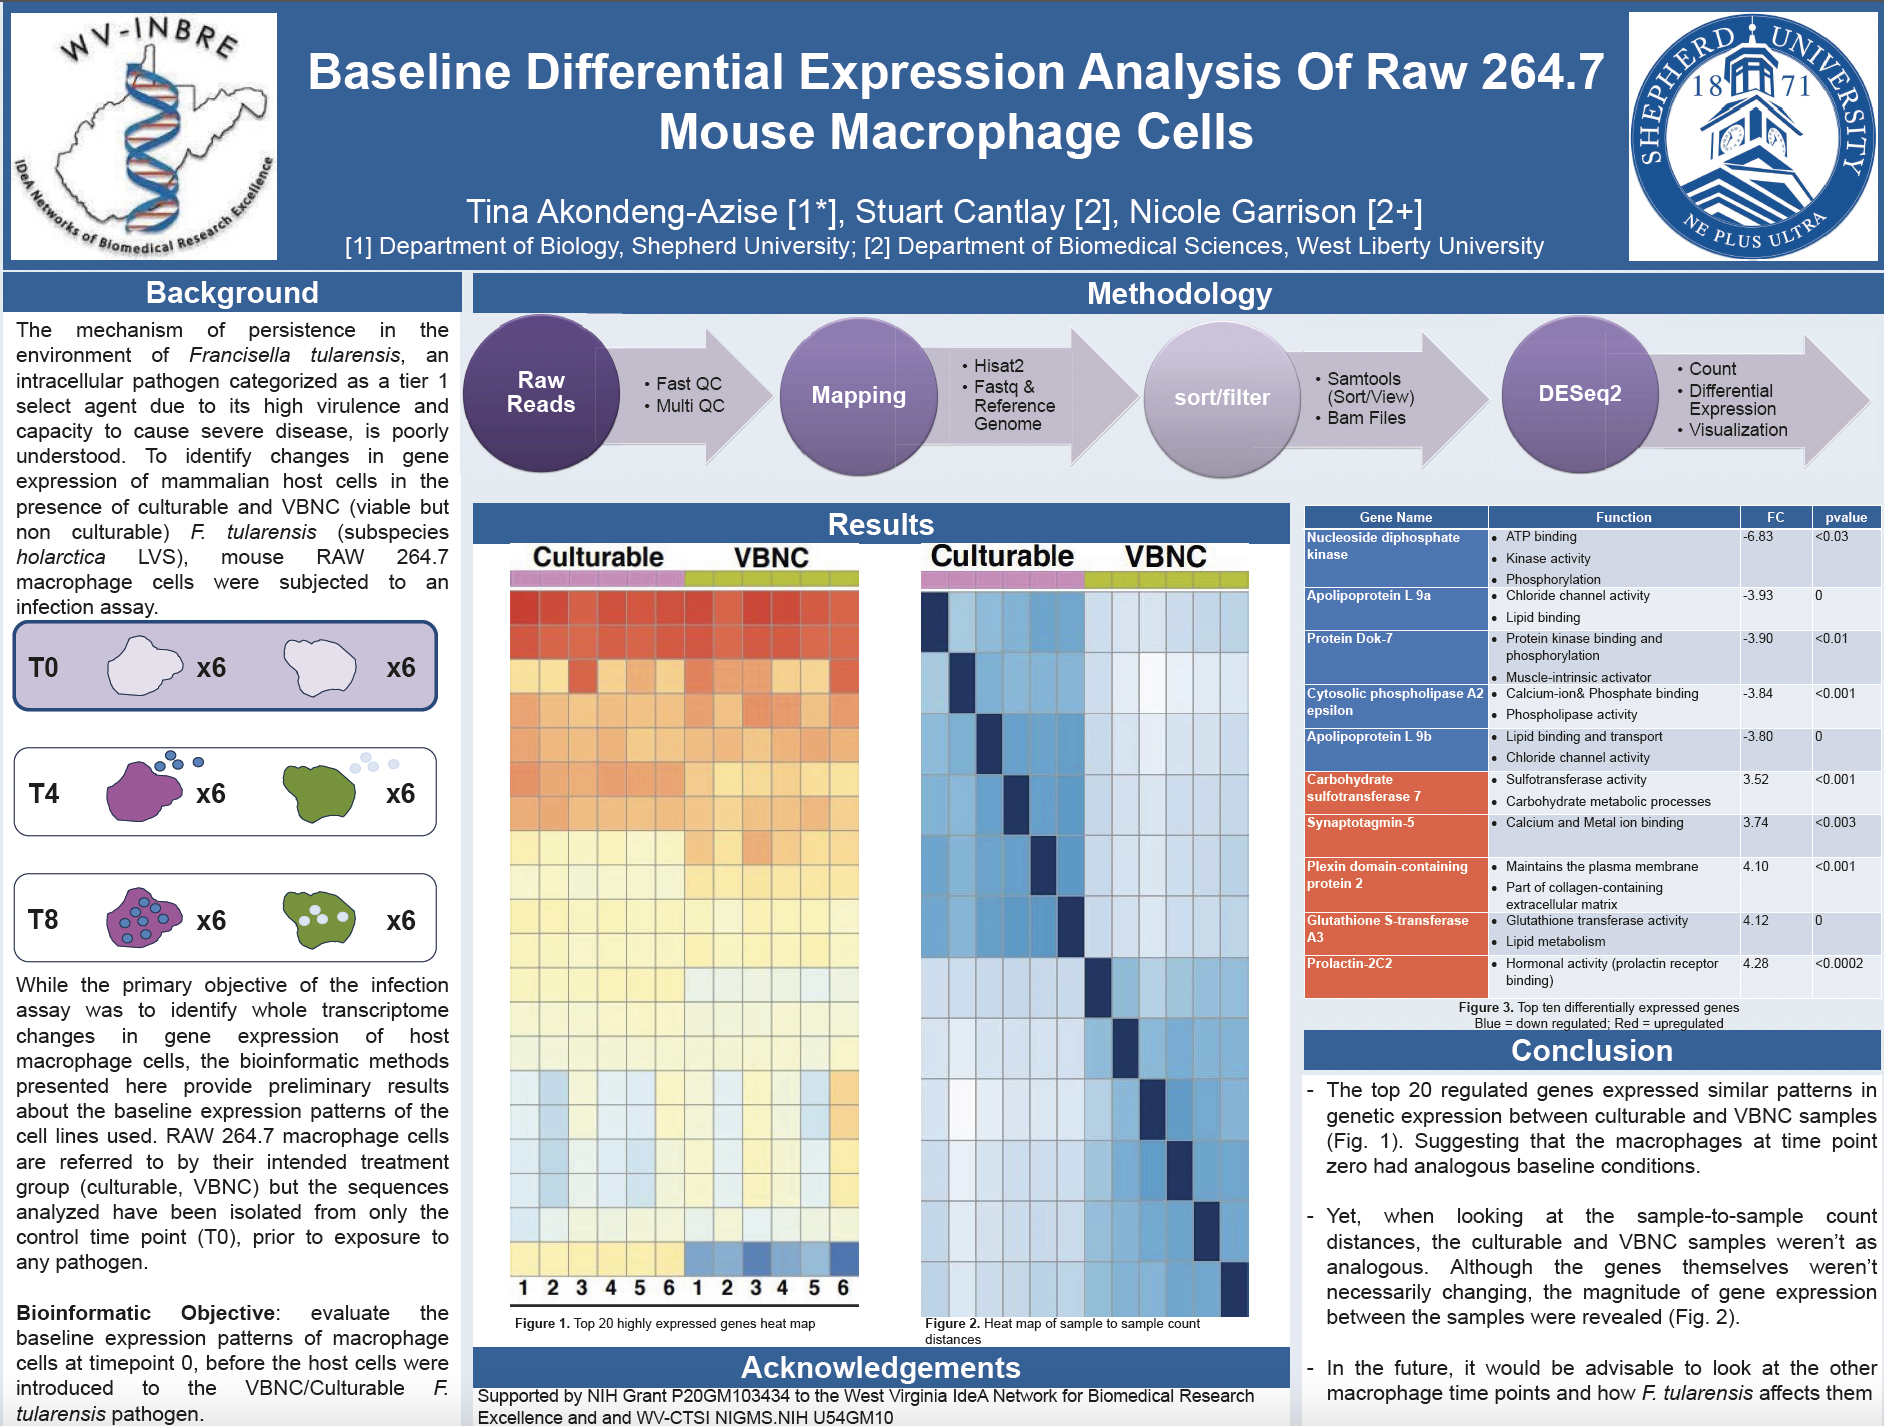 WV-INBRE
IDeA Networks of Biomedical Research Excellence
Baseline Differential Expression Analysis Of Raw 264.7
Mouse Macrophage Cells
Tina Akondeng-Azise [1*], Stuart Cantlay [2], Nicole Garrison [2+]
[1] Department of Biology, Shepherd University; [2] Department of Biomedical Sciences, West Liberty University
SHEPHERD UNIVERSITY
18 71
NE PLUS ULTRA
Background
The mechanism of persistence in the
environment of Francisella tularensis, an
intracellular pathogen categorized as a tier 1
select agent due to its high virulence and
capacity to cause severe disease, is poorly
understood. To identify changes in gene
expression of mammalian host cells in the
presence of culturable and VBNC (viable but
non culturable) F. tularensis (subspecies
holarctica LVS), mouse RAW 264.7
macrophage cells were subjected to an
infection assay.
T0 x6 x6
T4 x6 x6
T8 x6 x6
While the primary objective of the infection
assay was to identify whole transcriptome
changes in gene expression of host
macrophage cells, the bioinformatic methods
presented here provide preliminary results
about the baseline expression patterns of the
cell lines used. RAW 264.7 macrophage cells
are referred to by their intended treatment
group (culturable, VBNC) but the sequences
analyzed have been isolated from only the
control time point (T0), prior to exposure to
any pathogen.
Bioinformatic Objective: evaluate the
baseline expression patterns of macrophage
cells at timepoint 0, before the host cells were
introduced to the VBNC/Culturable F.
tularensis pathogen.
Methodology
Raw
Reads
• Fast QC
• Multi QC
Mapping
• Hisat2
• Fastq &
Reference
Genome
sort/filter
• Samtools
(Sort/View)
• Bam Files
DESeq2
• Count
• Differential
Expression
• Visualization
Results
Culturable VBNC
1 2 3 4 5 6 1 2 3 4 5 6
Figure 1. Top 20 highly expressed genes heat map
Culturable VBNC
Figure 2. Heat map of sample to sample count
distances
Acknowledgements
Supported by NIH Grant P20GM103434 to the West Virginia IdeA Network for Biomedical Research
Excellence and and WV-CTSI NIGMS.NIH U54GM10
Gene Name Function FC pvalue
Nucleoside diphosphate • ATP binding -6.83 <0.03
kinase • Kinase activity
• Phosphorylation
Apolipoprotein L 9a • Chloride channel activity -3.93 0
• Lipid binding
Protein Dok-7 • Protein kinase binding and -3.90 <0.01
phosphorylation
• Muscle-intrinsic activator
Cytosolic phospholipase A2 • Calcium-ion& Phosphate binding -3.84 <0.001
epsilon • Phospholipase activity
Apolipoprotein L 9b • Lipid binding and transport -3.80 0
• Chloride channel activity
Carbohydrate • Sulfotransferase activity 3.52 <0.001
sulfotransferase 7 • Carbohydrate metabolic processes
Synaptotagmin-5 • Calcium and Metal ion binding 3.74 <0.003
Plexin domain-containing • Maintains the plasma membrane 4.10 <0.001
protein 2 • Part of collagen-containing
extracellular matrix
Glutathione S-transferase • Glutathione transferase activity 4.12 0
A3 • Lipid metabolism
Prolactin-2C2 • Hormonal activity (prolactin receptor 4.28 <0.0002
binding)
Figure 3. Top ten differentially expressed genes
Blue = down regulated; Red = upregulated
Conclusion
- The top 20 regulated genes expressed similar patterns in
genetic expression between culturable and VBNC samples
(Fig. 1). Suggesting that the macrophages at time point
zero had analogous baseline conditions.
- Yet, when looking at the sample-to-sample count
distances, the culturable and VBNC samples weren't as
analogous. Although the genes themselves weren't
necessarily changing, the magnitude of gene expression
between the samples were revealed (Fig. 2).
- In the future, it would be advisable to look at the other
macrophage time points and how F. tularensis affects them